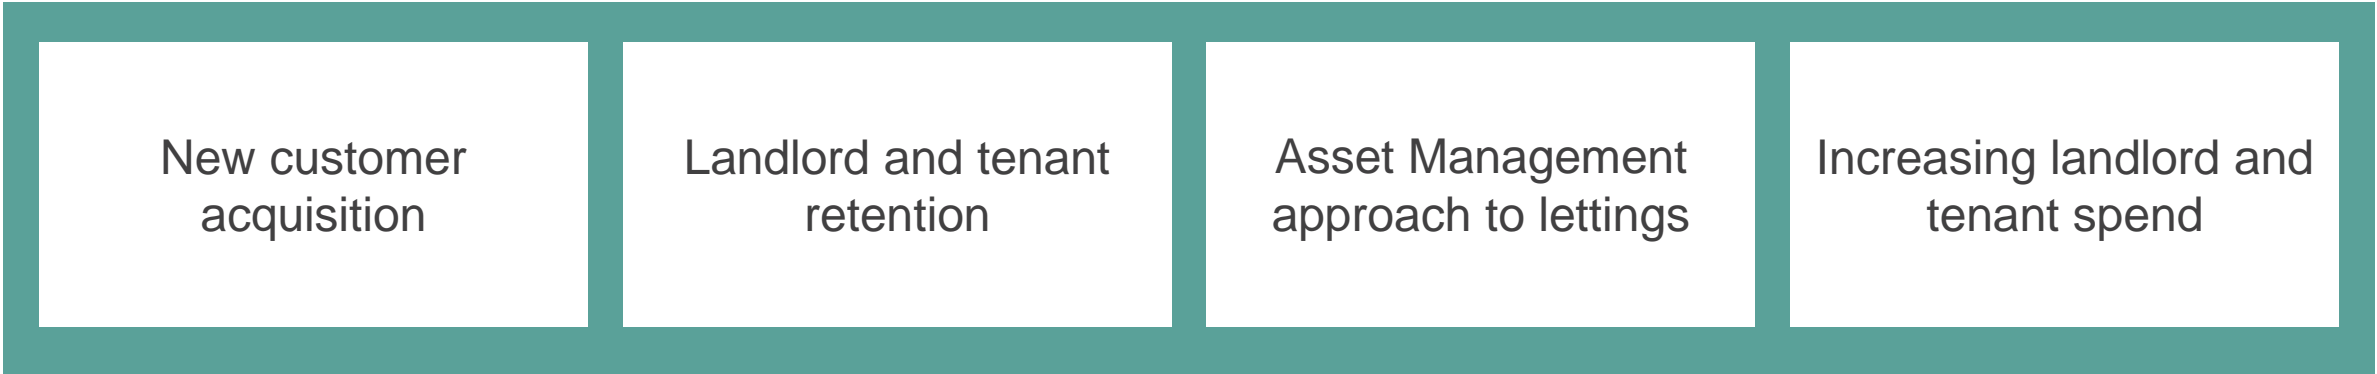 New customer
acquisition
Landlord and tenant
retention
Asset Management
approach to lettings
Increasing landlord and
tenant spend